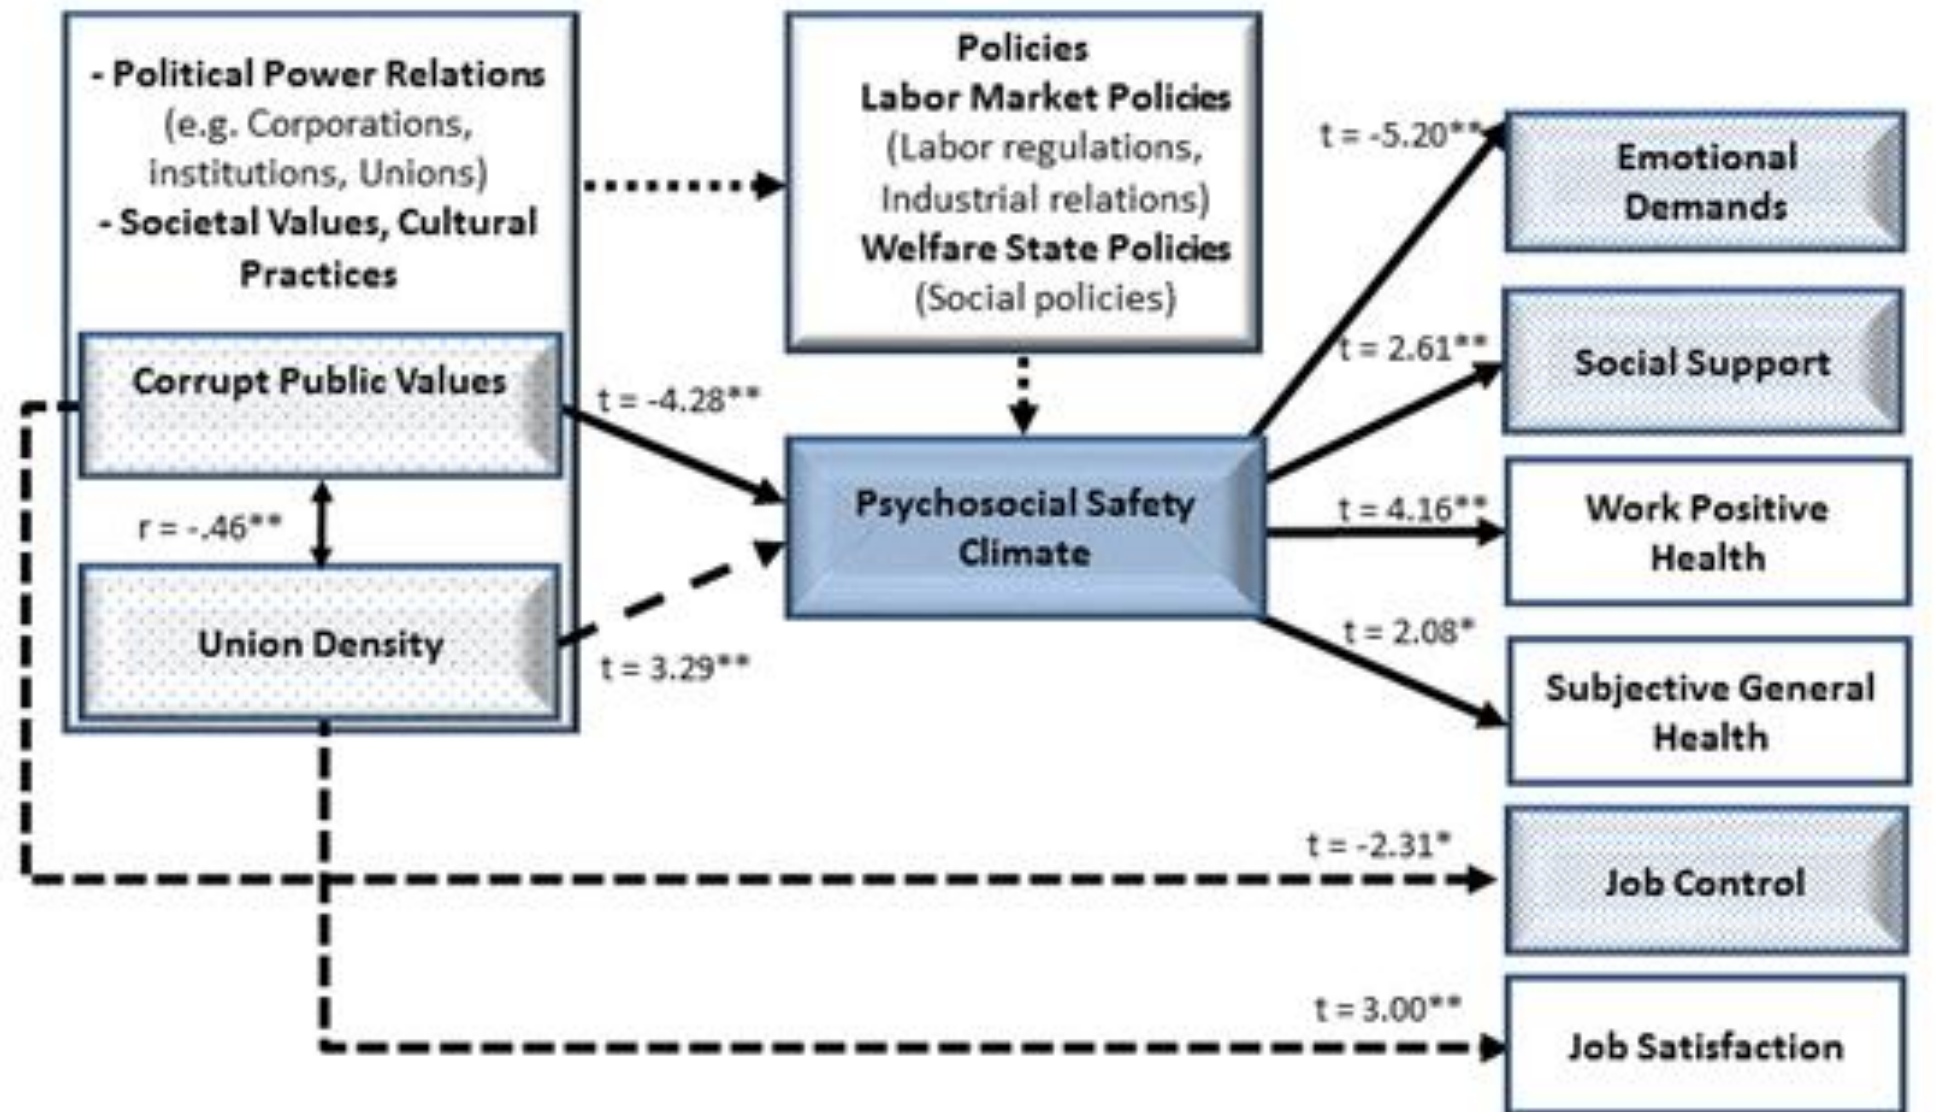 - Political Power Relations
(e.g. Corporations,
institutions, Unions)
- Societal Values, Cultural
Practices
Corrupt Public Values
r = -.46**
Union Density
Policies
Labor Market Policies
(Labor regulations,
Industrial relations)
Welfare State Policies
(Social policies)
t = -4.28**
t = 3.29**
Psychosocial Safety
Climate
t = -5.20**
Emotional
Demands
t = 2.61**
Social Support
t = 4.16**
Work Positive
Health
t = 2.08*
Subjective General
Health
t = -2.31*
Job Control
t = 3.00**
Job Satisfaction